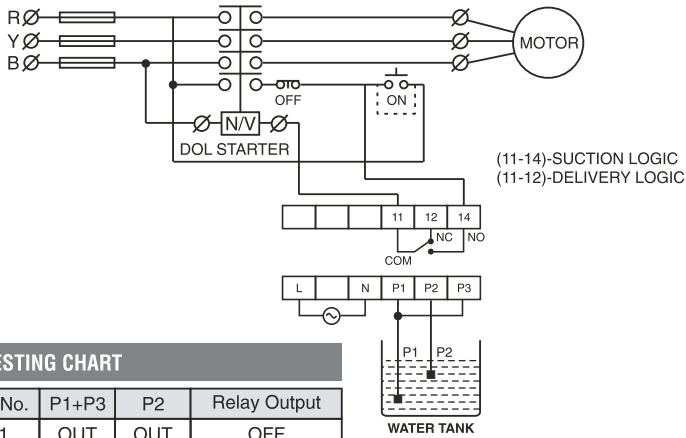 R
Y
B
MOTOR
OFF
ON
N/V
DOL STARTER
(11-14)-SUCTION LOGIC
(11-12)-DELIVERY LOGIC
11 12 14
NC NO
COM
L N P1 P2 P3
P1 P2
WATER TANK
ESTING CHART
No. P1+P3 P2 Relay Output
1 OUT OUT OFF